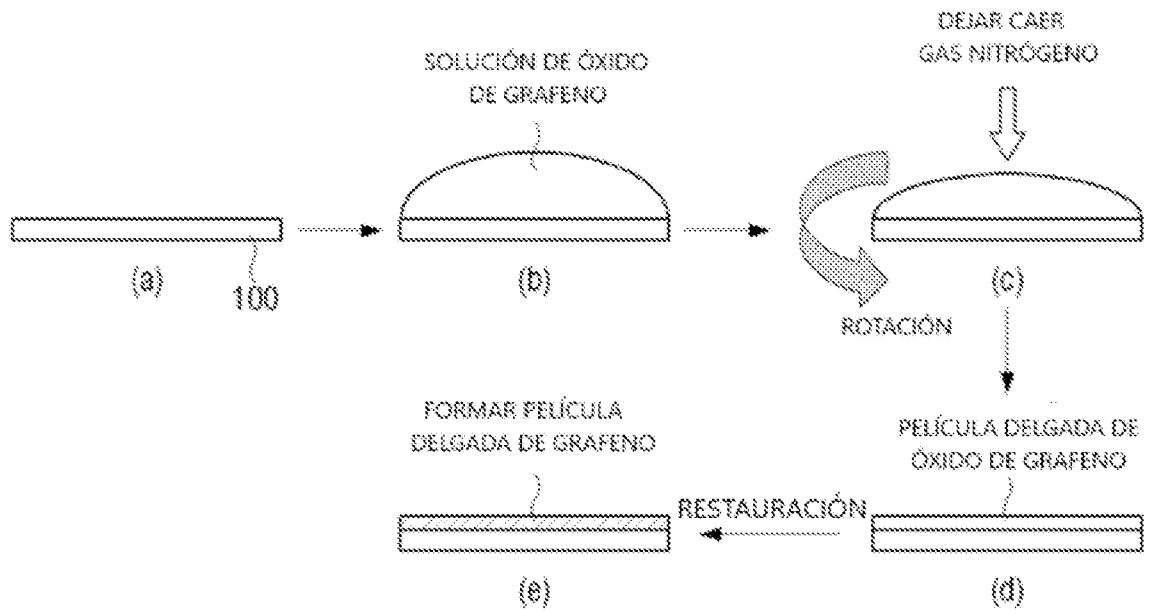 SOLUCIÓN DE ÓXIDO
DE GRAFENO
DEJAR CAER
GAS NITRÓGENO
100
(a)
(b)
(c)
ROTACIÓN
FORMAR PELÍCULA
DELGADA DE GRAFENO
RESTAURACIÓN
PELÍCULA DELGADA DE
ÓXIDO DE GRAFENO
(e)
(d)